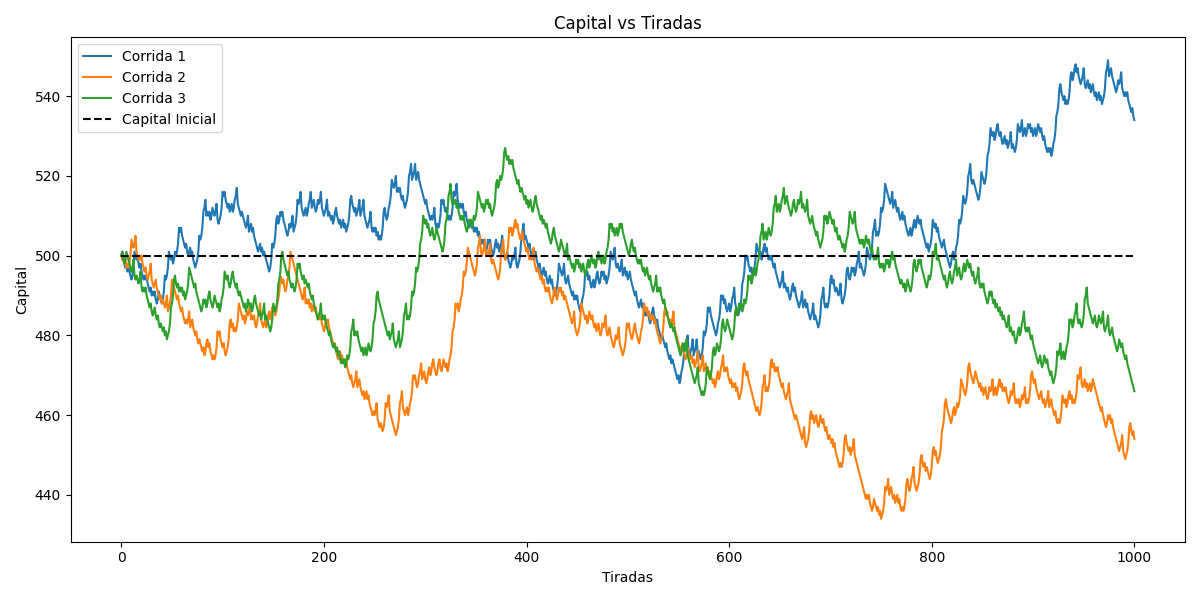 Capital vs Tiradas
Corrida 1
Corrida 2
Corrida 3
Capital Inicial
Capital
540
520
500
480
460
440
0
200
400
600
800
1000
Tiradas